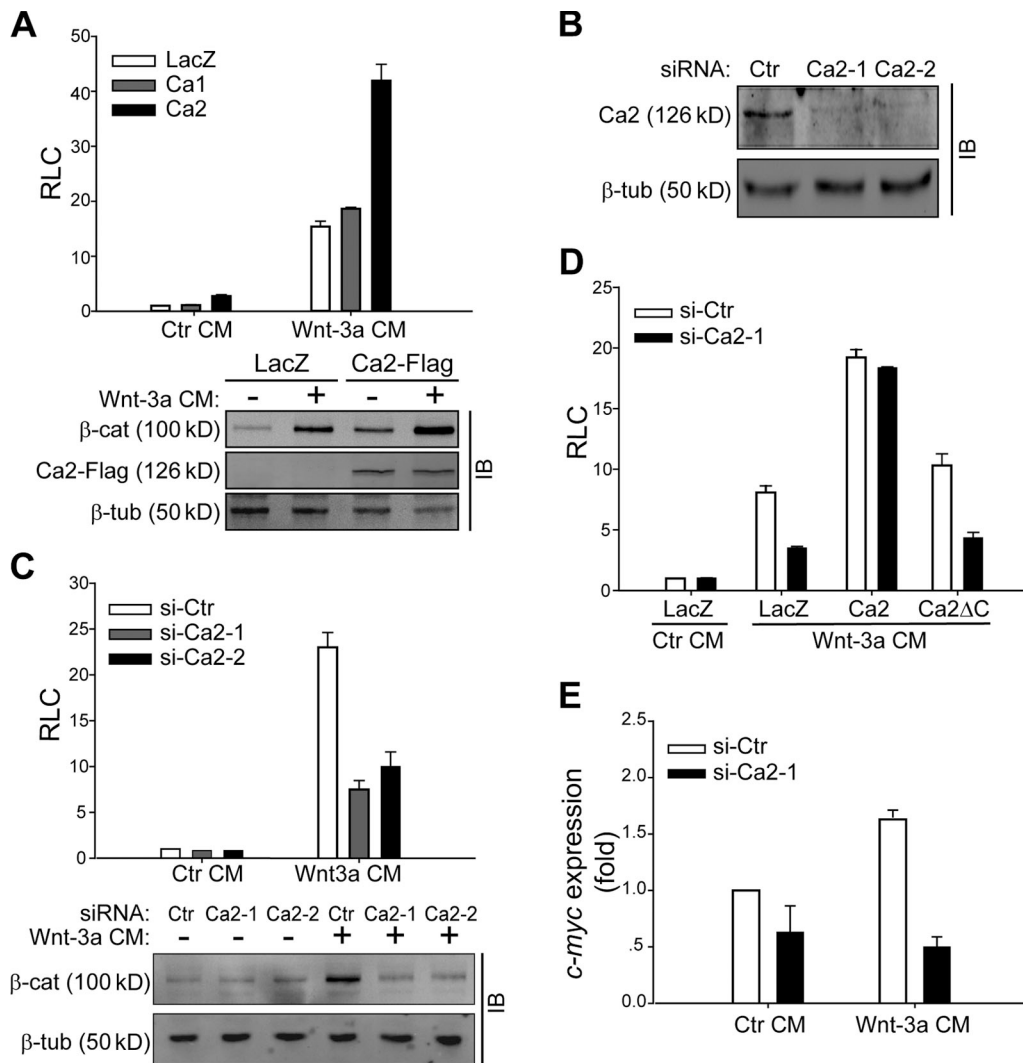 A
50
40
30
20
10
0
RLC
LacZ
Ca1
Ca2
Ctr CM
Wnt-3a CM
LacZ Ca2-Flag
Wnt-3a CM: - + - +
β-cat (100 kD)
Ca2-Flag (126 kD)
β-tub (50 kD)
IB
B
siRNA: Ctr Ca2-1 Ca2-2
Ca2 (126 kD)
β-tub (50 kD)
IB
C
30
25
20
15
10
5
0
RLC
si-Ctr
si-Ca2-1
si-Ca2-2
Ctr CM
Wnt3a CM
siRNA: Ctr Ca2-1 Ca2-2 Ctr Ca2-1 Ca2-2
Wnt-3a CM: - - - + + +
β-cat (100 kD)
β-tub (50 kD)
IB
D
25
20
15
10
5
0
RLC
si-Ctr
si-Ca2-1
LacZ LacZ Ca2 Ca2ΔC
Ctr CM Wnt-3a CM
E
2.5
2.0
1.5
1.0
.5
0.0
c-myc expression
(fold)
si-Ctr
si-Ca2-1
Ctr CM
Wnt-3a CM